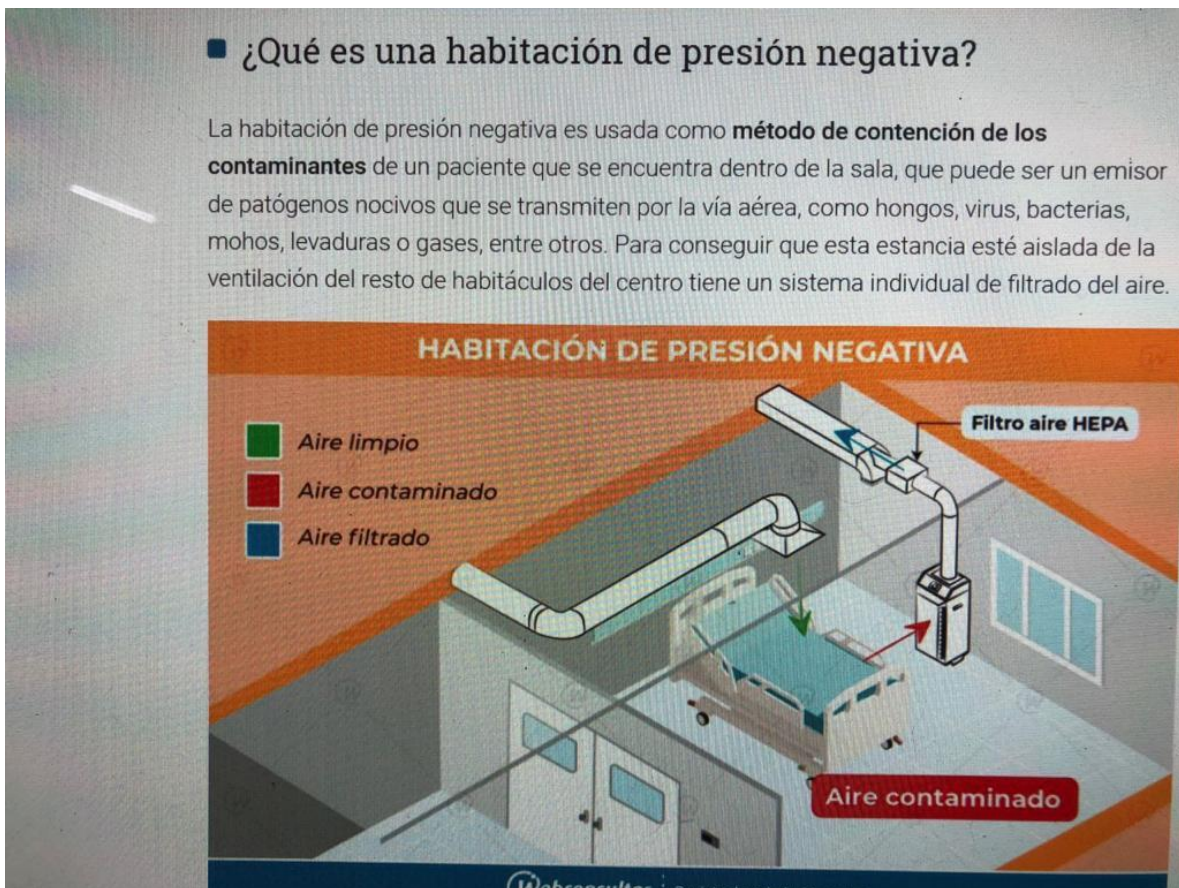 ¿Qué es una habitación de presión negativa?
La habitación de presión negativa es usada como método de contención de los
contaminantes de un paciente que se encuentra dentro de la sala, que puede ser un emisor
de patógenos nocivos que se transmiten por la vía aérea, como hongos, virus, bacterias,
mohos, levaduras o gases, entre otros. Para conseguir que esta estancia esté aislada de la
ventilación del resto de habitáculos del centro tiene un sistema individual de filtrado del aire.
HABITACIÓN DE PRESIÓN NEGATIVA
Filtro aire HEPA
Aire limpio
Aire contaminado
Aire filtrado
Aire contaminado